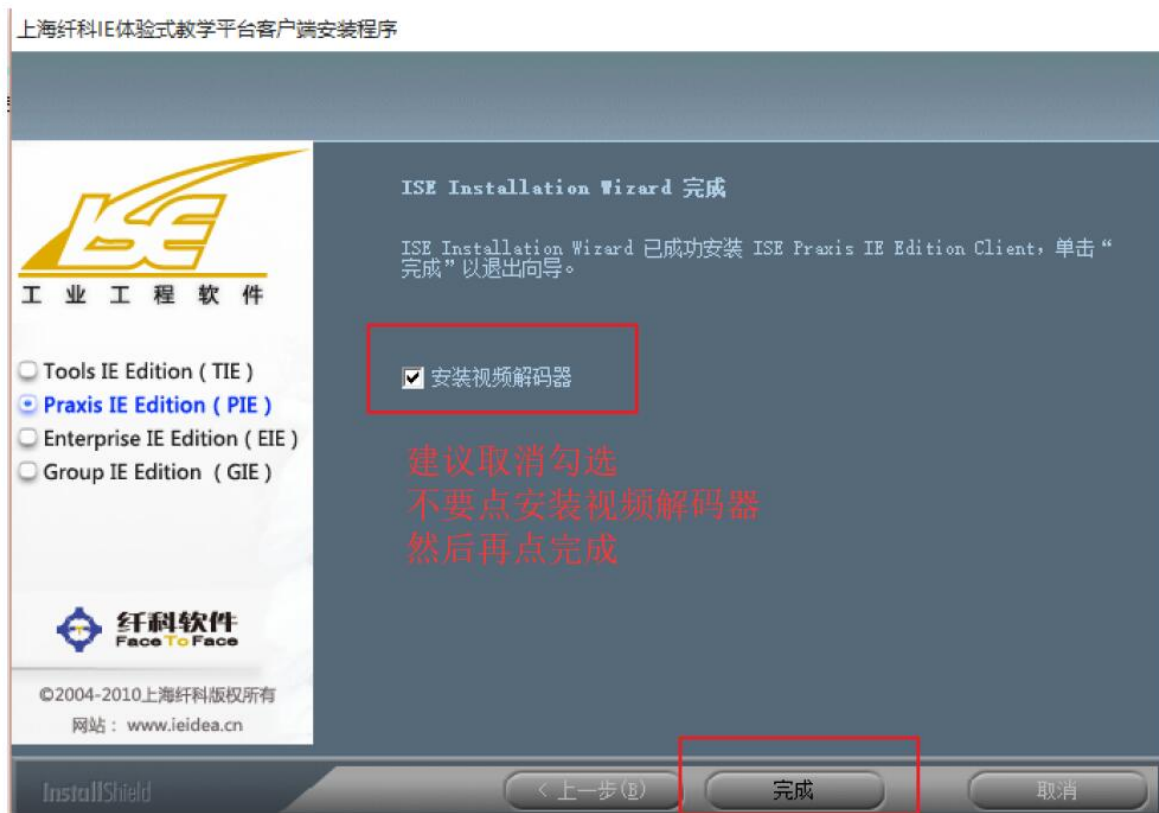 上海纤科IE体验式教学平台客户端安装程序
ISE
工业工程软件
Tools IE Edition ( TIE )
Praxis IE Edition ( PIE )
Enterprise IE Edition ( EIE )
Group IE Edition ( GIE )
纤科软件
Face To Face
©2004-2010上海纤科版权所有
网站： www.ieidea.cn
ISE Installation Wizard 完成
ISE Installation Wizard 已成功安装 ISE Praxis IE Edition Client，单击“
完成”以退出向导。
安装视频解码器
建议取消勾选
不要点安装视频解码器
然后再点完成
InstallShield
< 上一步(B)
完成
取消